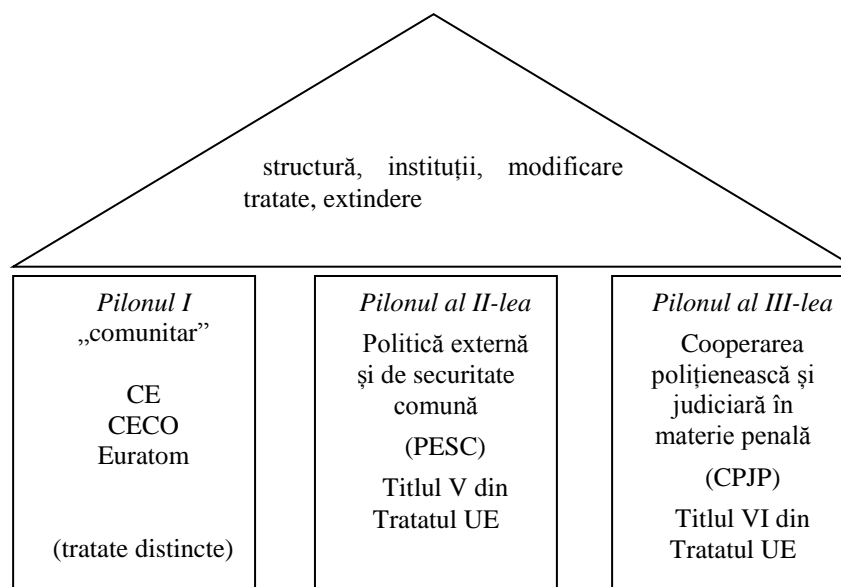 structură, instituții, modificare
tratate, extindere
Pilonul I
„comunitar”
CE
CECO
Euratom
(tratate distincte)
Pilonul al II-lea
Politică externă
și de securitate
comună
(PESC)
Titlul V din
Tratatul UE
Pilonul al III-lea
Cooperarea
polițienească și
judiciară în
materie penală
(CPJP)
Titlul VI din
Tratatul UE